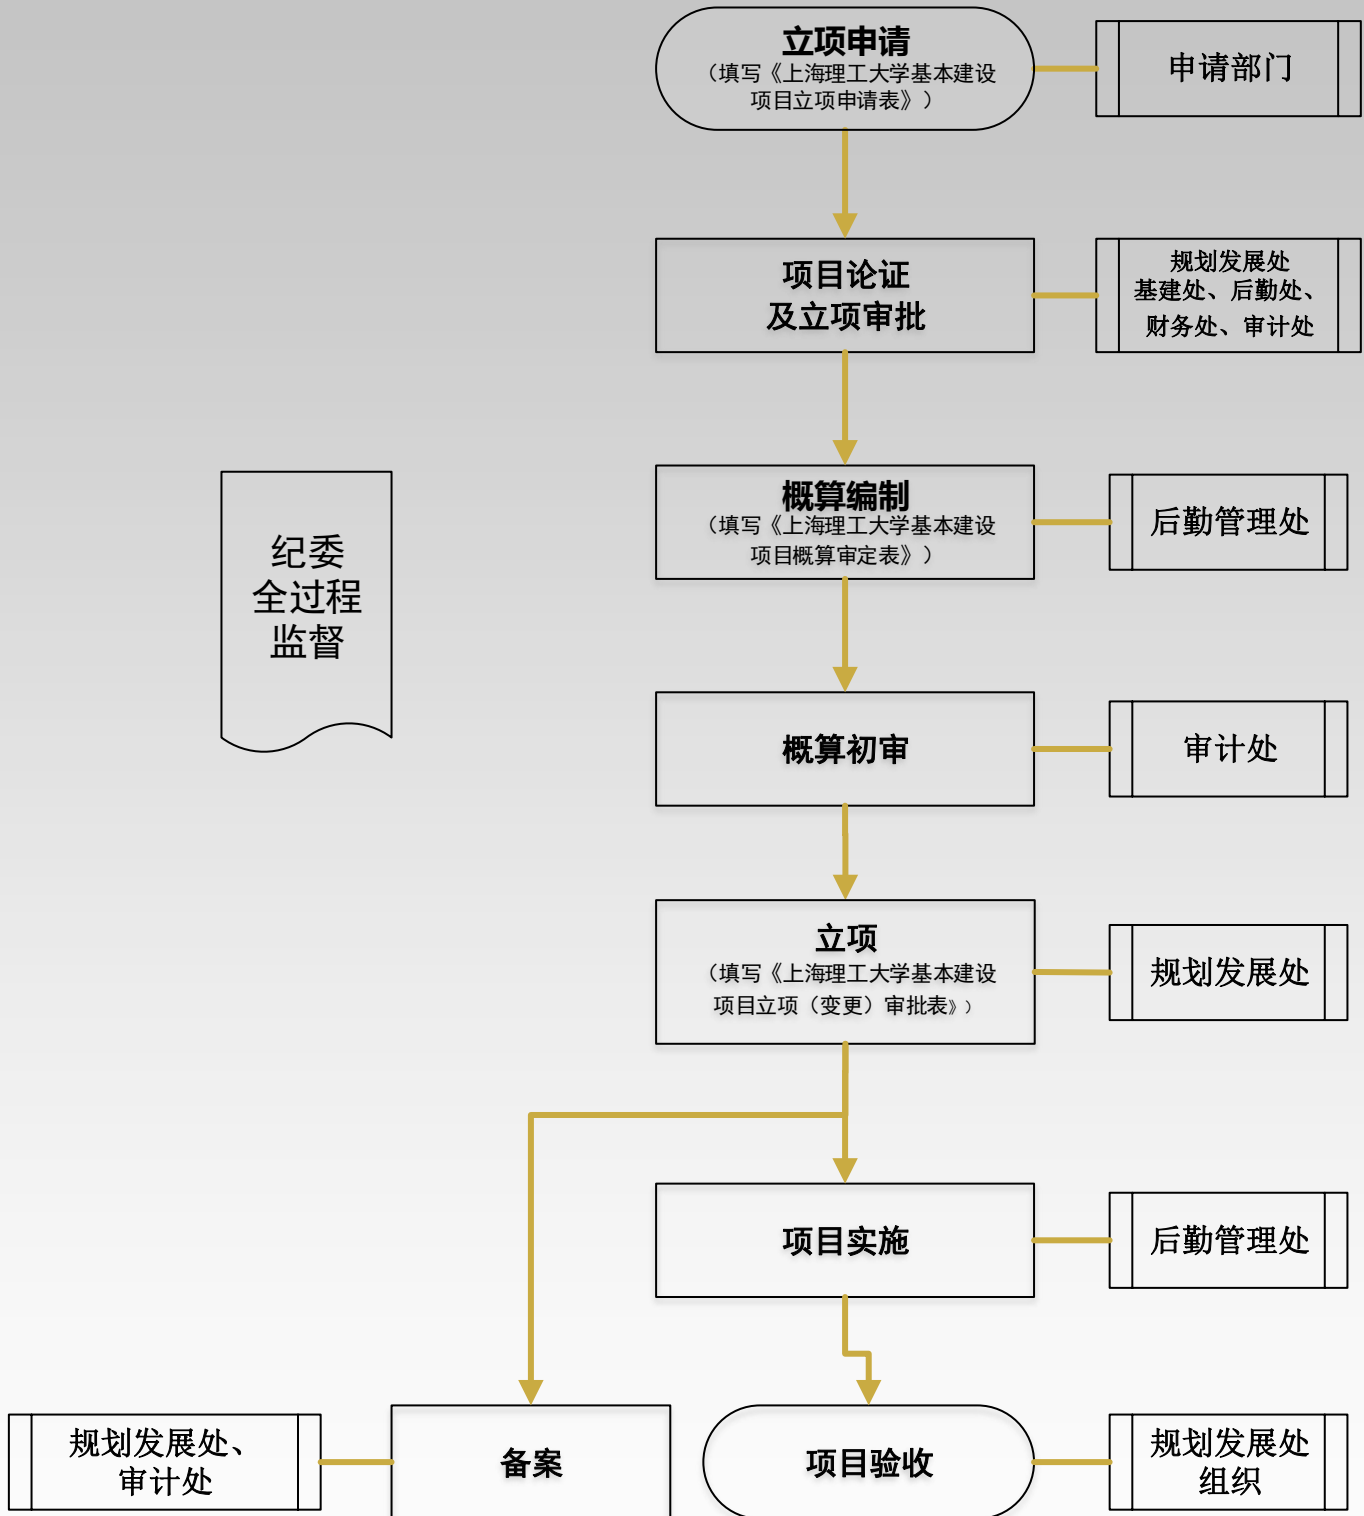 立项申请
（填写《上海理工大学基本建设
项目立项申请表》）
申请部门
项目论证
及立项审批
规划发展处
基建处、后勤处、
财务处、审计处
概算编制
（填写《上海理工大学基本建设
项目概算审定表》）
后勤管理处
纪委
全过程
监督
概算初审
审计处
立项
（填写《上海理工大学基本建设
项目立项（变更）审批表》）
规划发展处
项目实施
后勤管理处
规划发展处、
审计处
备案
项目验收
规划发展处
组织